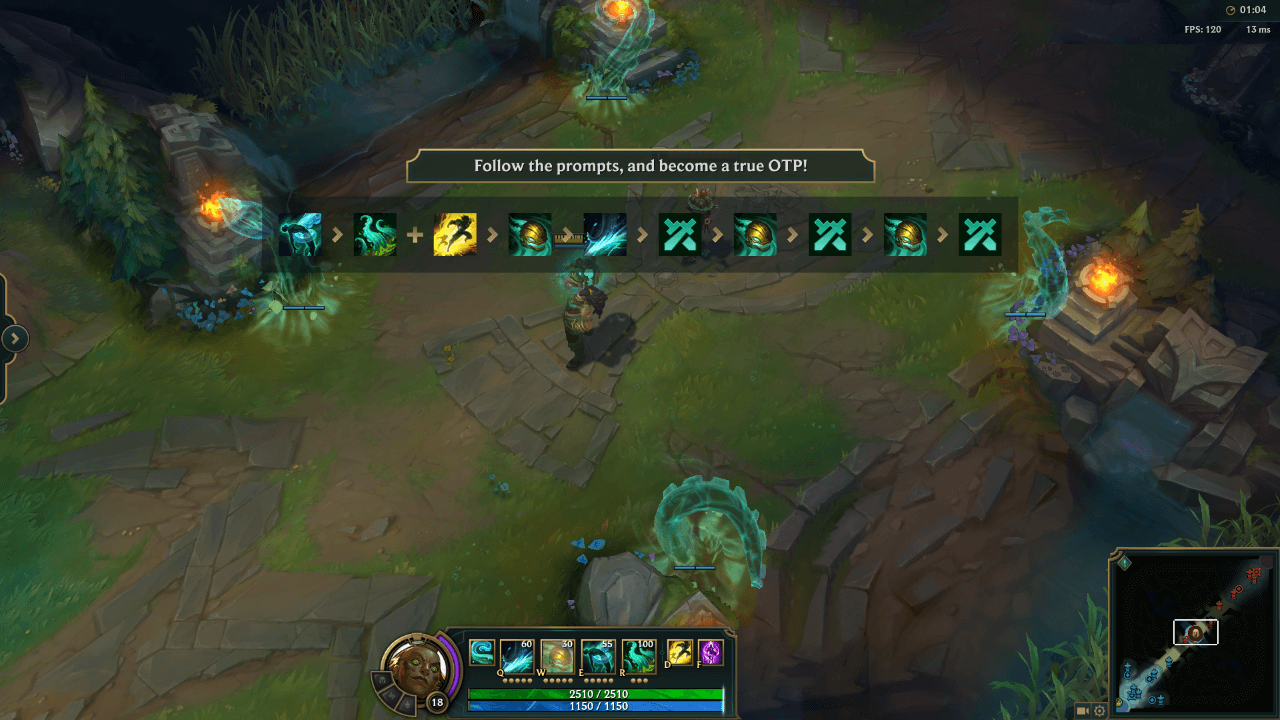 01:04
FPS: 120 13 ms
Follow the prompts, and become a true OTP!
60 30 55 100
Q W E R D F
18
2510 / 2510
1150 / 1150